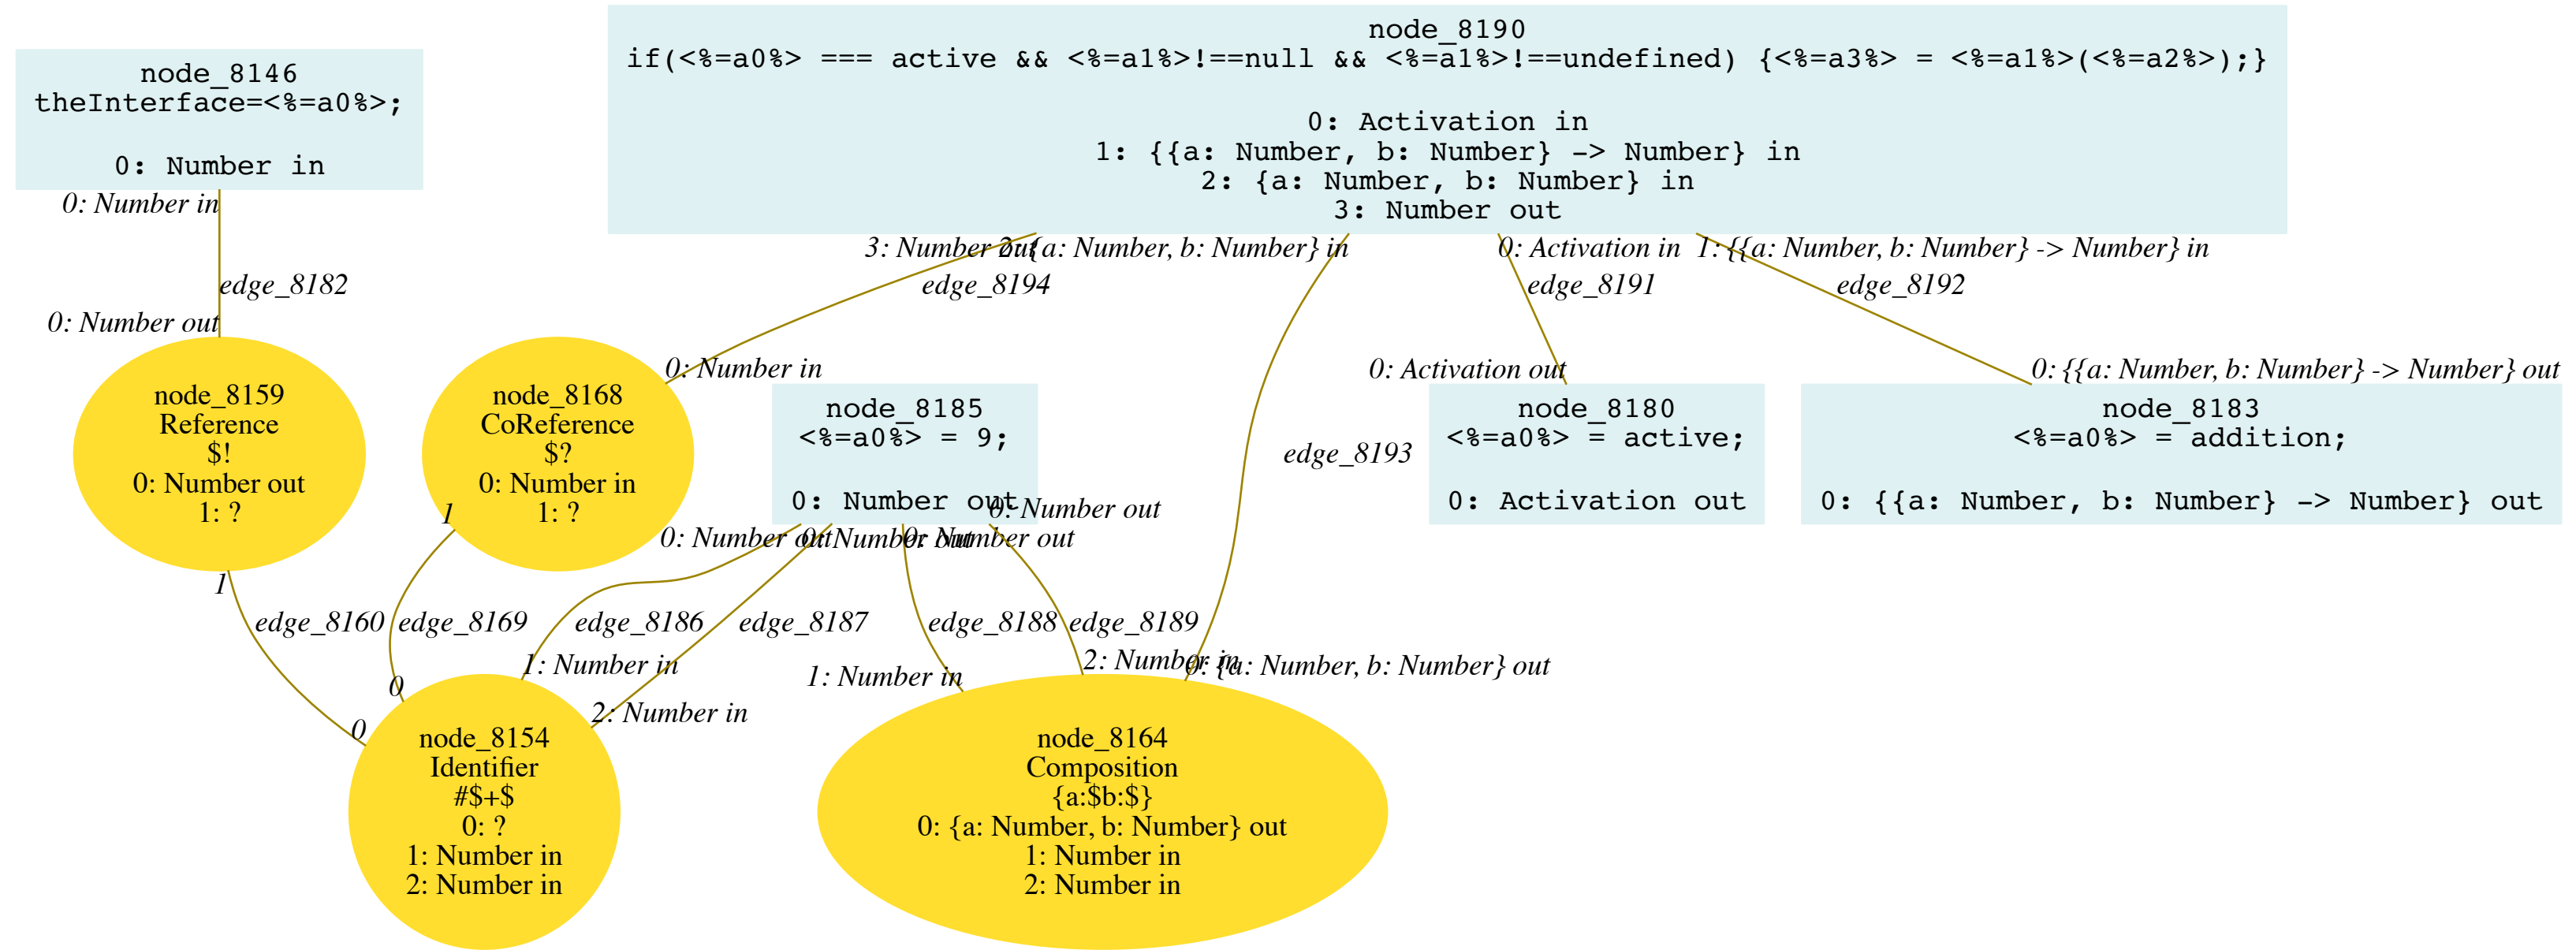 node_8190
if(<%=a0%> === active && <%=a1%>!==null && <%=a1%>!==undefined) {<%=a3%> = <%=a1%>(<%=a2%>);}
0: Activation in
1: {{a: Number, b: Number} -> Number} in
2: {a: Number, b: Number} in
3: Number out
node_8146
theInterface=<%=a0%>;
0: Number in
0: Number in
3: Number out
2: {a: Number, b: Number} in
0: Activation in
1: {{a: Number, b: Number} -> Number} in
edge_8182
edge_8194
edge_8191
edge_8192
0: Number out
0: Number in
0: Activation out
0: {{a: Number, b: Number} -> Number} out
node_8159
Reference
$!
0: Number out
1: ?
node_8168
CoReference
$?
0: Number in
1: ?
node_8185
<%=a0%> = 9;
0: Number out
edge_8193
node_8180
<%=a0%> = active;
0: Activation out
node_8183
<%=a0%> = addition;
0: {{a: Number, b: Number} -> Number} out
1
1
0: Number out
0: Number out
0: Number out
0: Number out
edge_8160
edge_8169
edge_8186
edge_8187
edge_8188
edge_8189
0
0
1: Number in
2: Number in
1: Number in
2: Number in
0: {a: Number, b: Number} out
node_8154
Identifier
#$+$
0: ?
1: Number in
2: Number in
node_8164
Composition
{a:$b:$}
0: {a: Number, b: Number} out
1: Number in
2: Number in